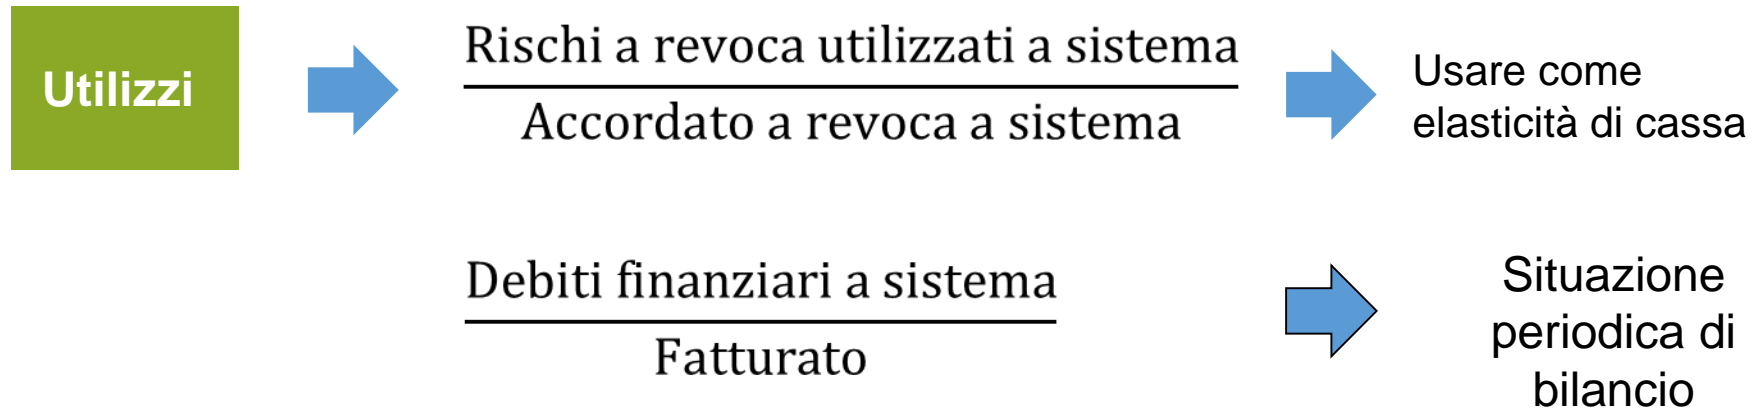 Utilizzi
Rischi a revoca utilizzati a sistema
Accordato a revoca a sistema
Usare come
elasticità di cassa
Debiti finanziari a sistema
Fatturato
Situazione
periodica di
bilancio